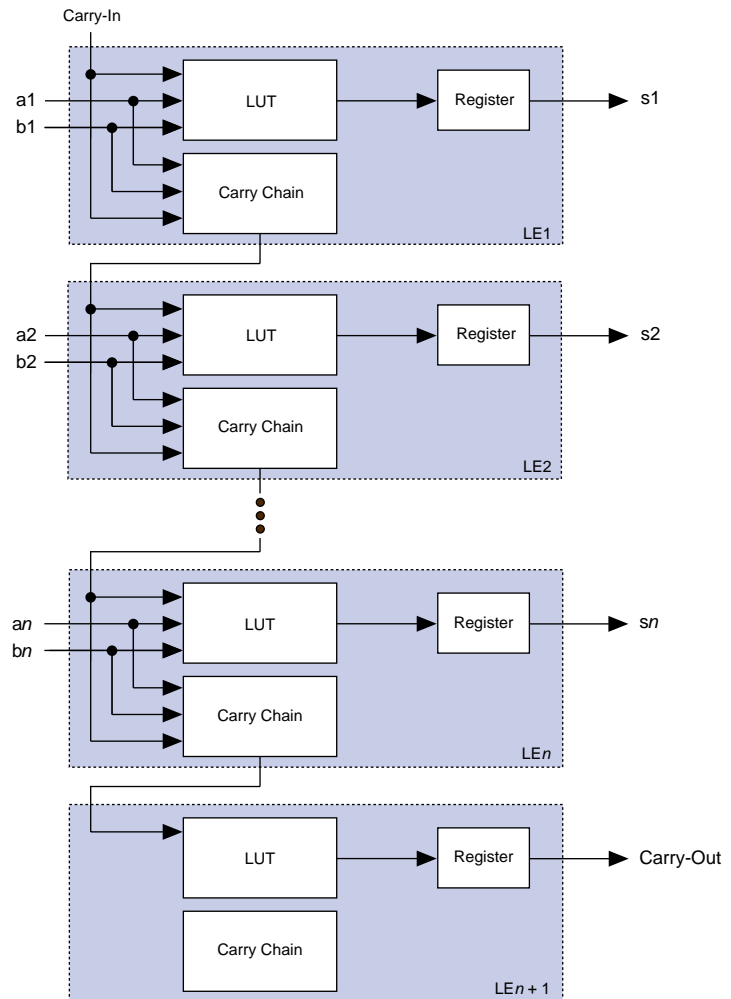 Carry-In
a1
b1
LUT
Register
s1
Carry Chain
LE1
a2
b2
LUT
Register
s2
Carry Chain
LE2
an
bn
LUT
Register
sn
Carry Chain
LEn
LUT
Register
Carry-Out
Carry Chain
LEn + 1